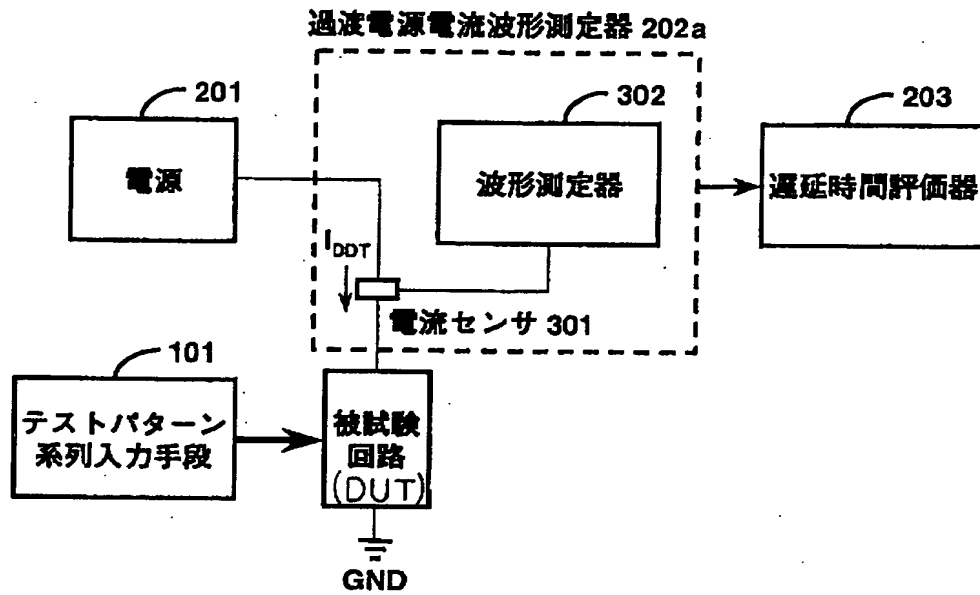 過渡電源電流波形測定器 202a
201
302
203
電源
波形測定器
遅延時間評価器
IDDT
電流センサ 301
101
テストパターン
系列入力手段
被試験
回路
(DUT)
GND